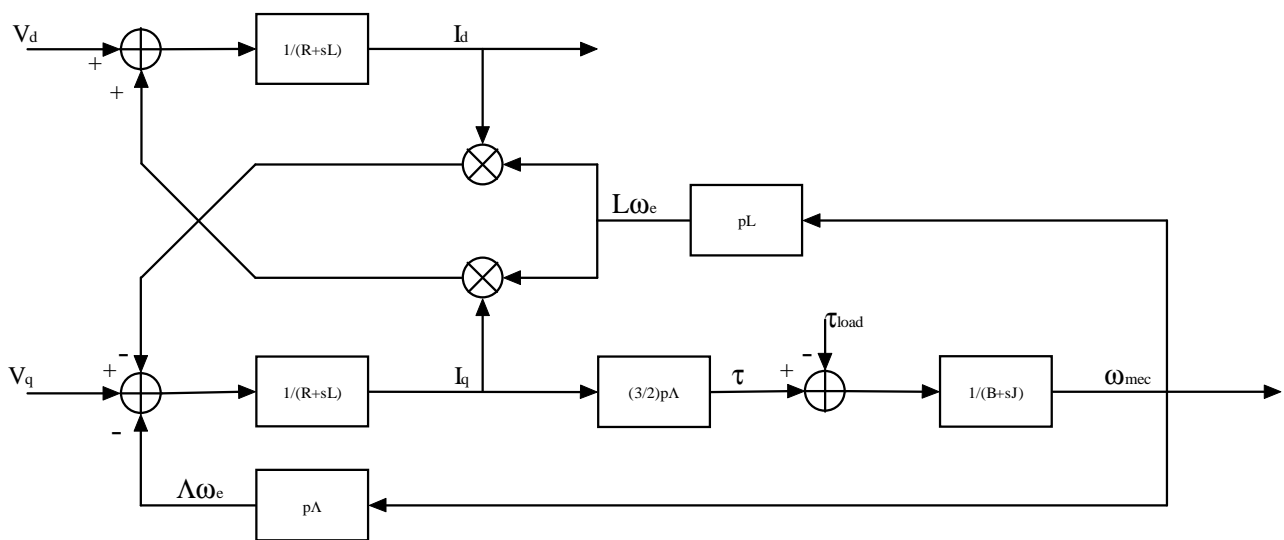 Vd
+
+
1/(R+sL)
Id
Lωe
pL
τload
-
-
Vq
+
-
1/(R+sL)
Iq
(3/2)pΛ
τ
+
1/(B+sJ)
ωmec
Λωe
pΛ